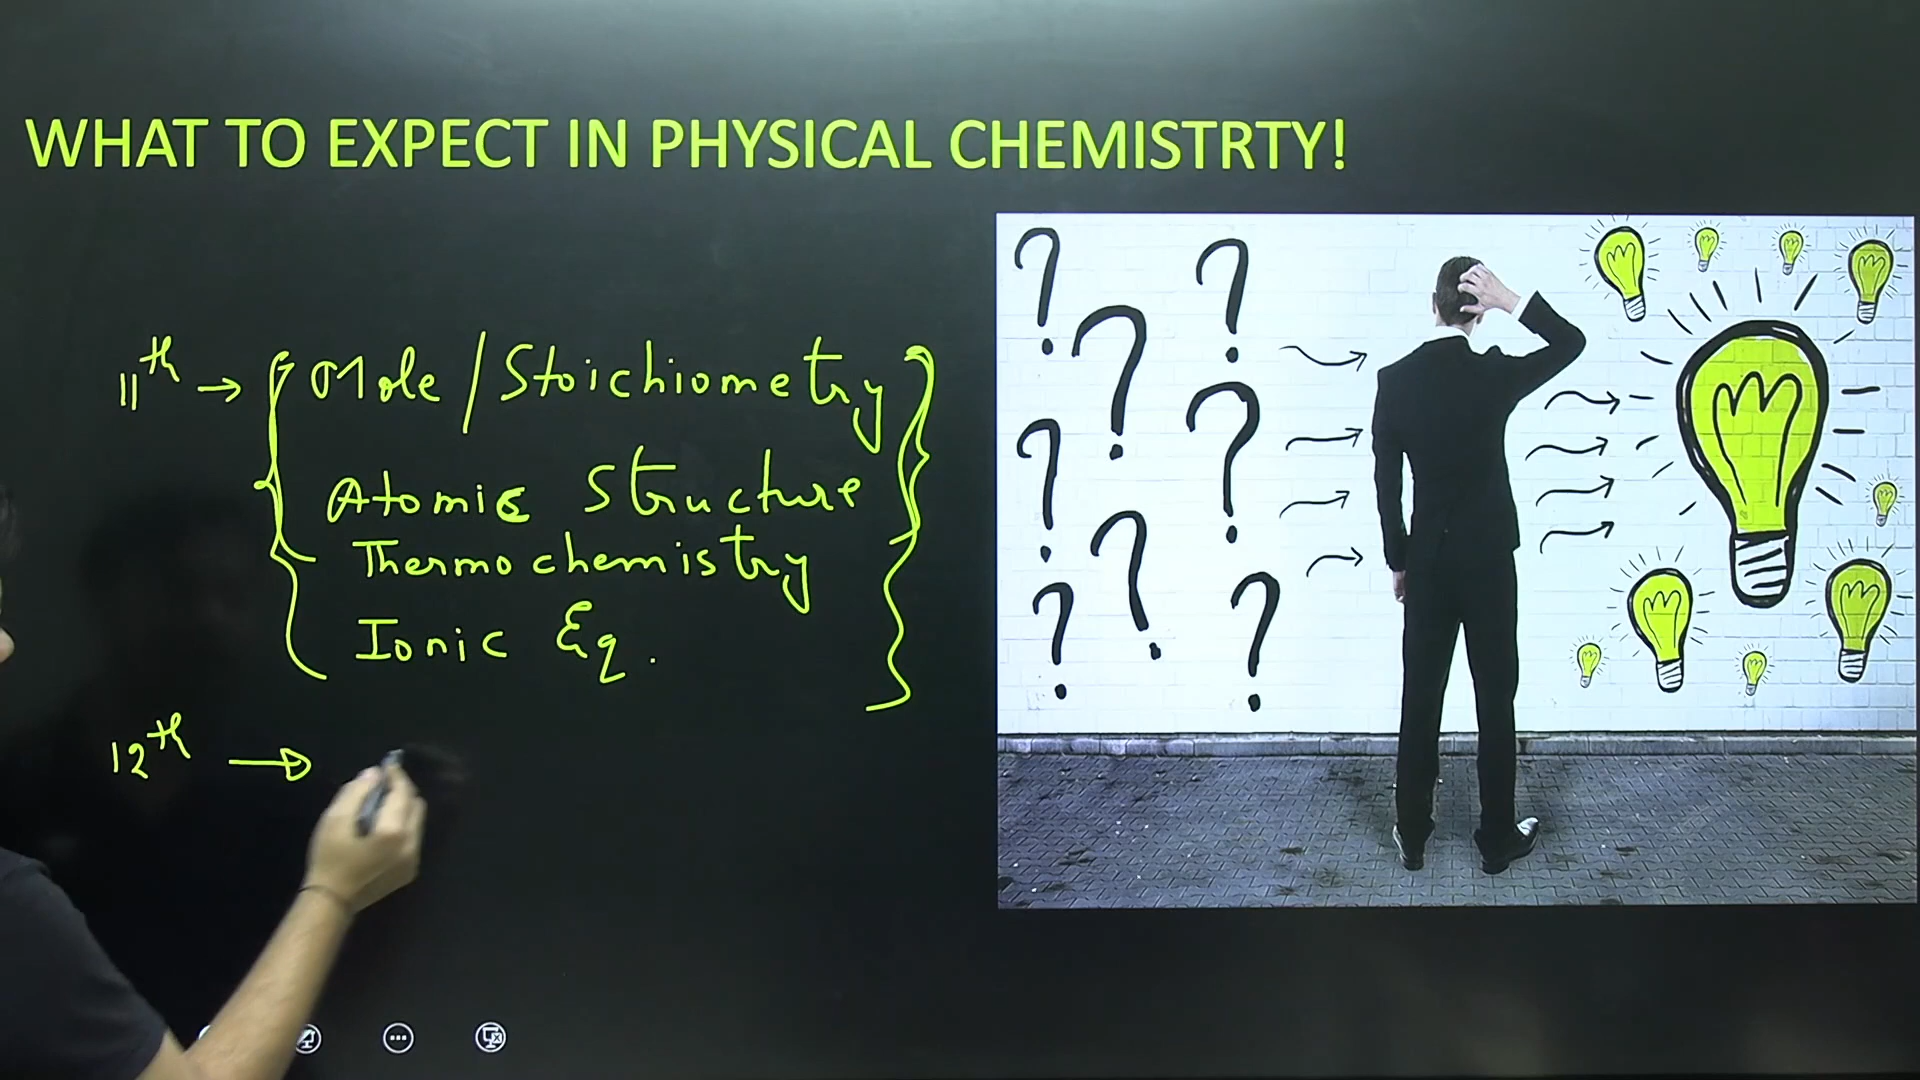 WHAT TO EXPECT IN PHYSICAL CHEMISTRTY!
11th → { Mole / Stoichiometry }
Atomic Structure
Thermochemistry
Ionic Eq.
12th →